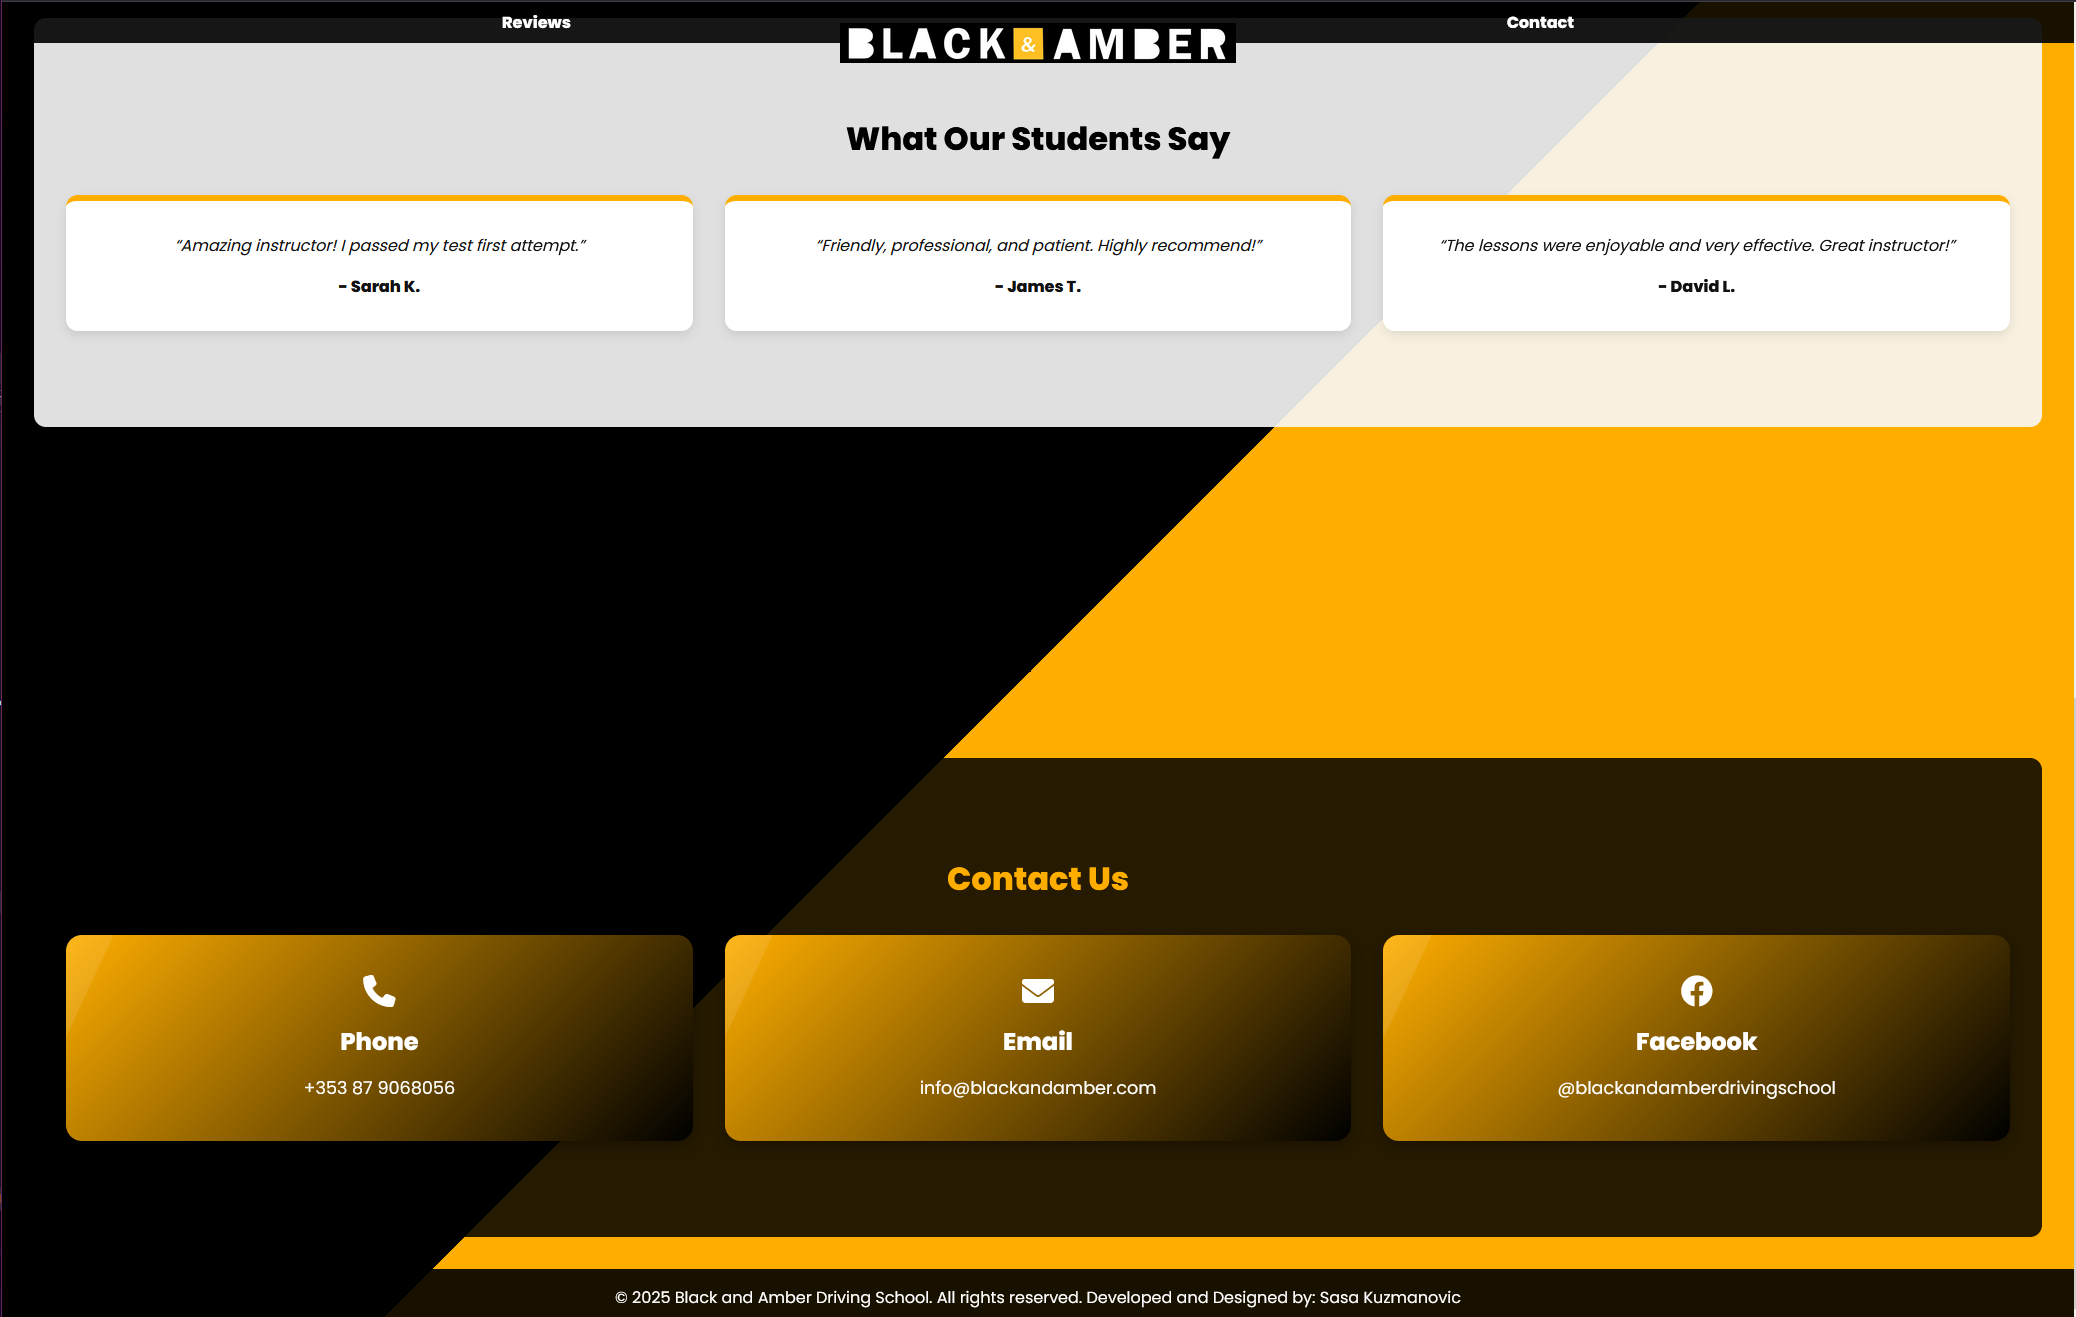 Reviews
BLACK & AMBER
Contact
What Our Students Say
“Amazing instructor! I passed my test first attempt.”
- Sarah K.
“Friendly, professional, and patient. Highly recommend!”
- James T.
“The lessons were enjoyable and very effective. Great instructor!”
- David L.
Contact Us
Phone
+353 87 9068056
Email
info@blackandamber.com
Facebook
@blackandamberdrivingschool
© 2025 Black and Amber Driving School. All rights reserved. Developed and Designed by: Sasa Kuzmanovic